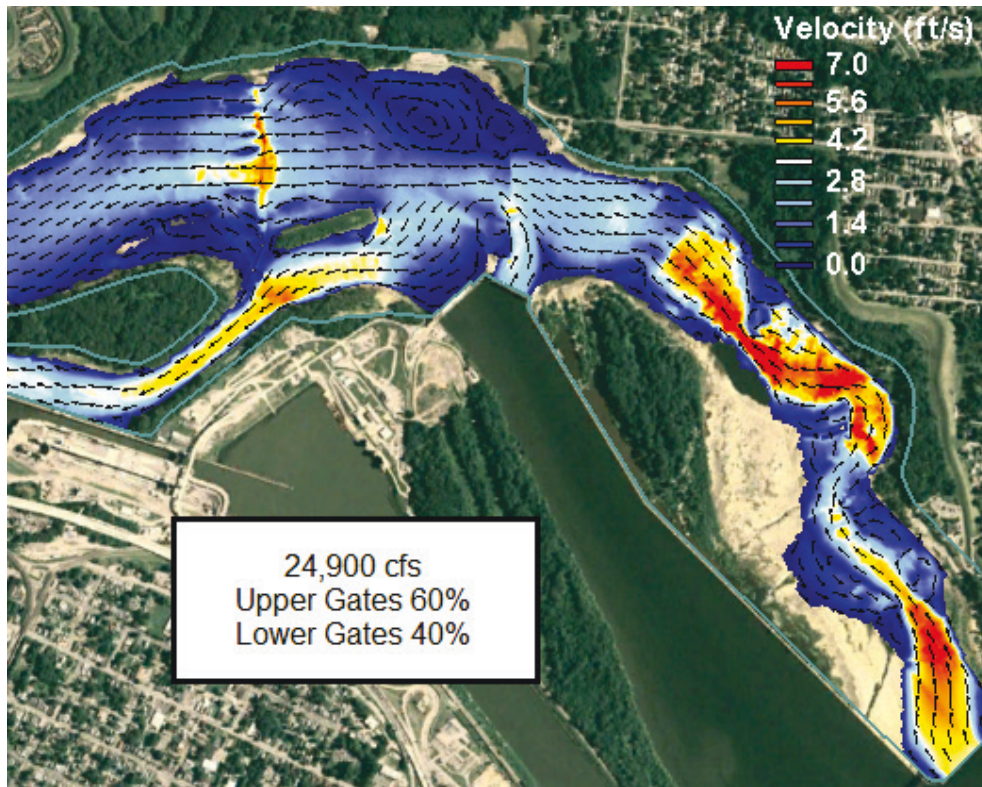 Velocity (ft/s)
7.0
5.6
4.2
2.8
1.4
0.0
24,900 cfs
Upper Gates 60%
Lower Gates 40%